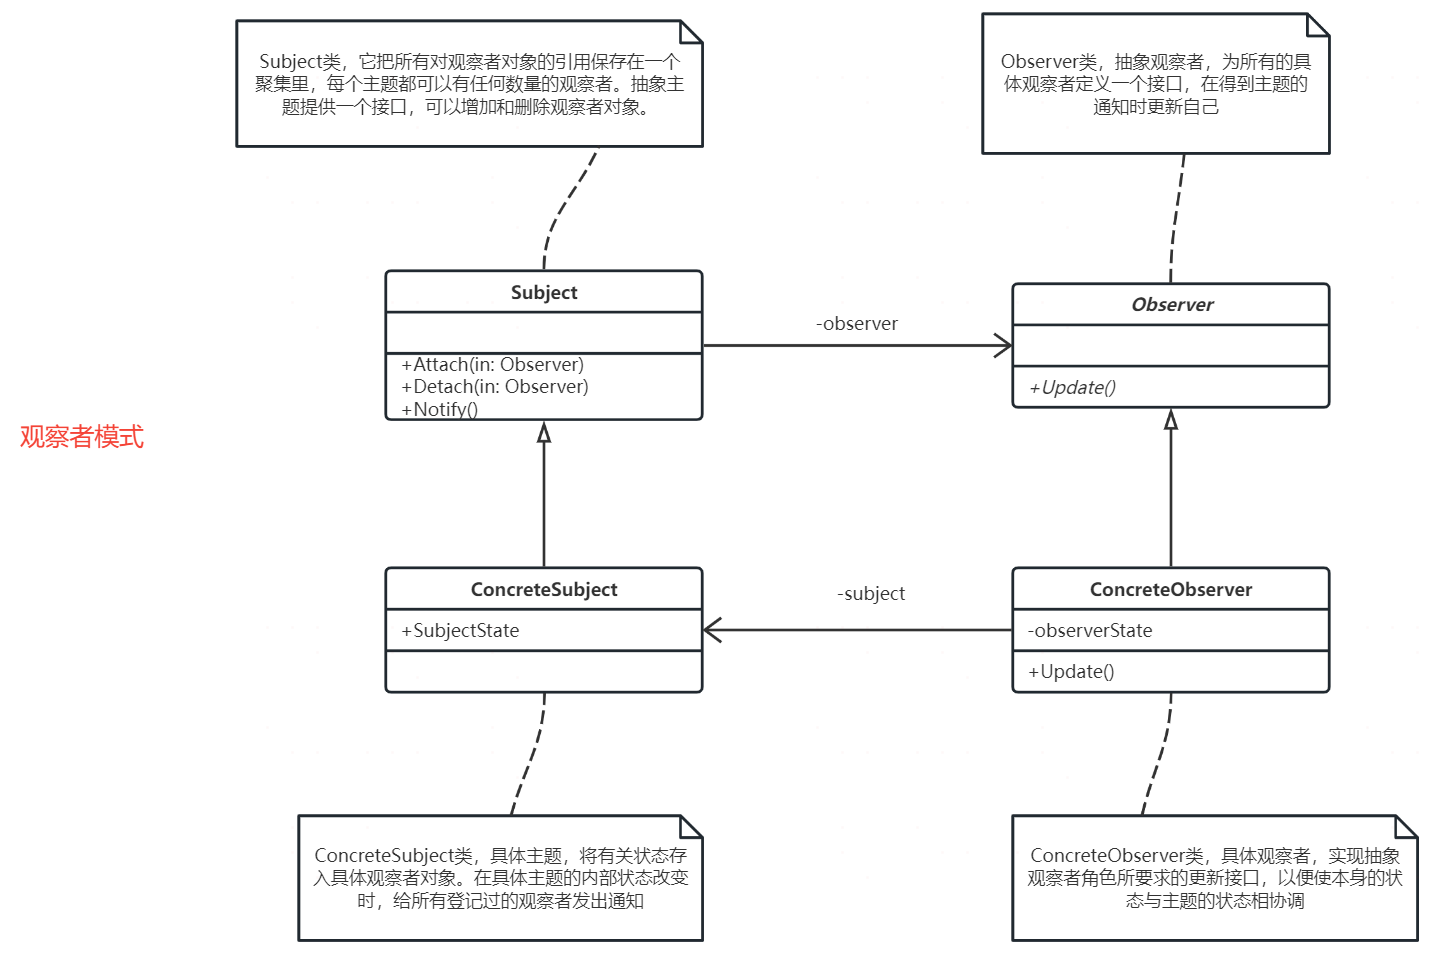 Subject类，它把所有对观察者对象的引用保存在一个
聚集里，每个主题都可以有任何数量的观察者。抽象主
题提供一个接口，可以增加和删除观察者对象。
Observer类，抽象观察者，为所有的具
体观察者定义一个接口，在得到主题的
通知时更新自己
Subject
+Attach(in: Observer)
+Detach(in: Observer)
+Notify()
-observer
Observer
+Update()
观察者模式
ConcreteSubject
+SubjectState
-subject
ConcreteObserver
-observerState
+Update()
ConcreteSubject类，具体主题，将有关状态存
入具体观察者对象。在具体主题的内部状态改变
时，给所有登记过的观察者发出通知
ConcreteObserver类，具体观察者，实现抽象
观察者角色所要求的更新接口，以便使本身的状
态与主题的状态相协调